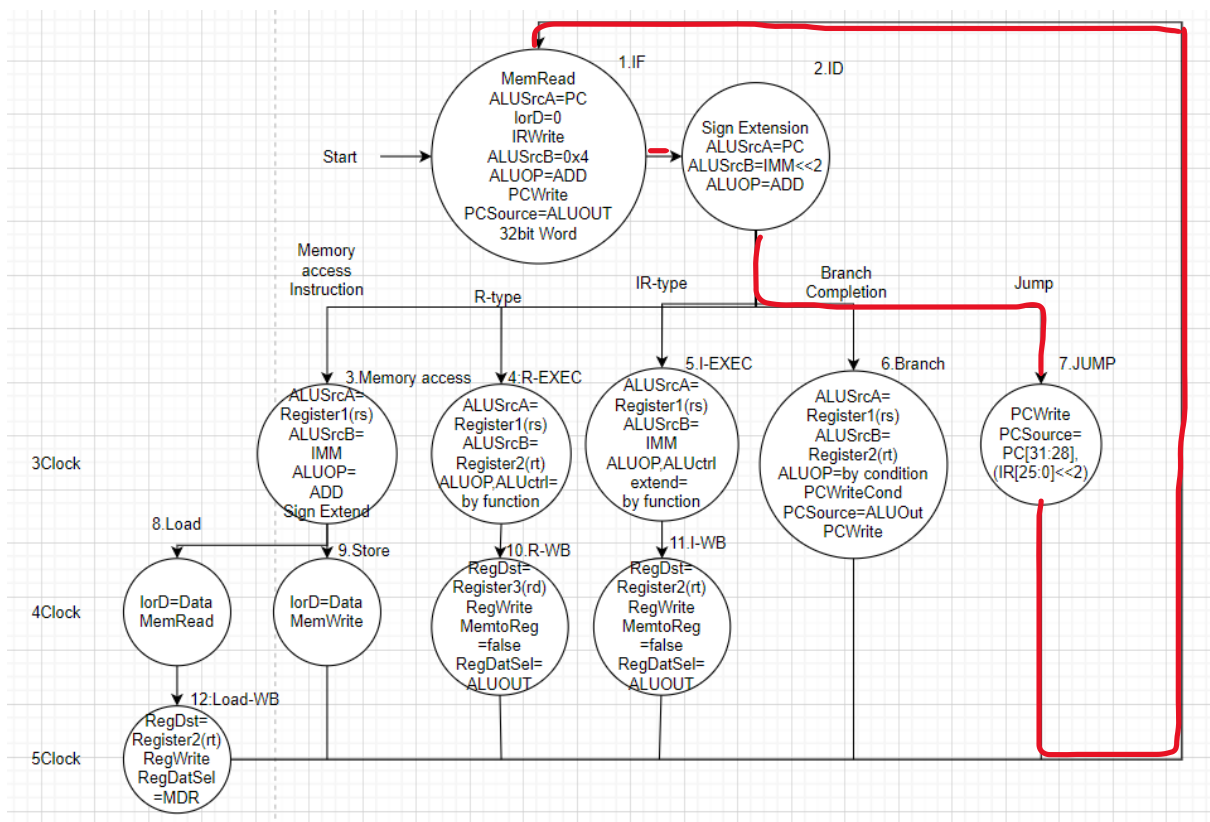 1.IF
2.ID
MemRead
ALUSrcA=PC
IorD=0
IRWrite
ALUSrcB=0x4
ALUOP=ADD
PCWrite
PCSource=ALUOUT
32bit Word
Start
Sign Extension
ALUSrcA=PC
ALUSrcB=IMM<<2
ALUOP=ADD
Memory
access
Instruction
R-type
IR-type
Branch
Completion
Jump
3.Memory access
ALUSrcA=
Register1(rs)
ALUSrcB=
IMM
ALUOP=
ADD
Sign Extend
4:R-EXEC
ALUSrcA=
Register1(rs)
ALUSrcB=
Register2(rt)
ALUOP,ALUctrl=
by function
5.I-EXEC
ALUSrcA=
Register1(rs)
ALUSrcB=
IMM
ALUOP,ALUctrl
extend=
by function
6.Branch
ALUSrcA=
Register1(rs)
ALUSrcB=
Register2(rt)
ALUOP=by condition
PCWriteCond
PCSource=ALUOut
PCWrite
7.JUMP
PCWrite
PCSource=
PC[31:28],
(IR[25:0]<<2)
3Clock
8.Load
IorD=Data
MemRead
9.Store
IorD=Data
MemWrite
10.R-WB
RegDst=
Register3(rd)
RegWrite
MemtoReg
=false
RegDatSel=
ALUOUT
11.I-WB
RegDst=
Register2(rt)
RegWrite
MemtoReg
=false
RegDatSel=
ALUOUT
4Clock
12:Load-WB
RegDst=
Register2(rt)
RegWrite
RegDatSel
=MDR
5Clock